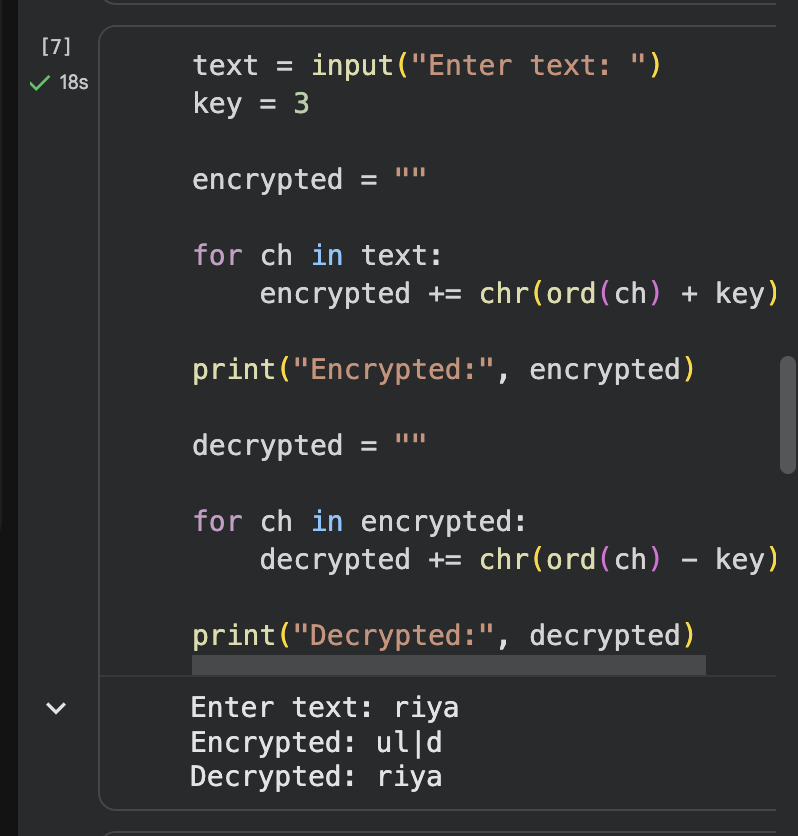 [7]
18s
text = input("Enter text: ")
key = 3
encrypted = ""
for ch in text:
    encrypted += chr(ord(ch) + key)
print("Encrypted:", encrypted)
decrypted = ""
for ch in encrypted:
    decrypted += chr(ord(ch) - key)
print("Decrypted:", decrypted)
Enter text: riya
Encrypted: ul|d
Decrypted: riya